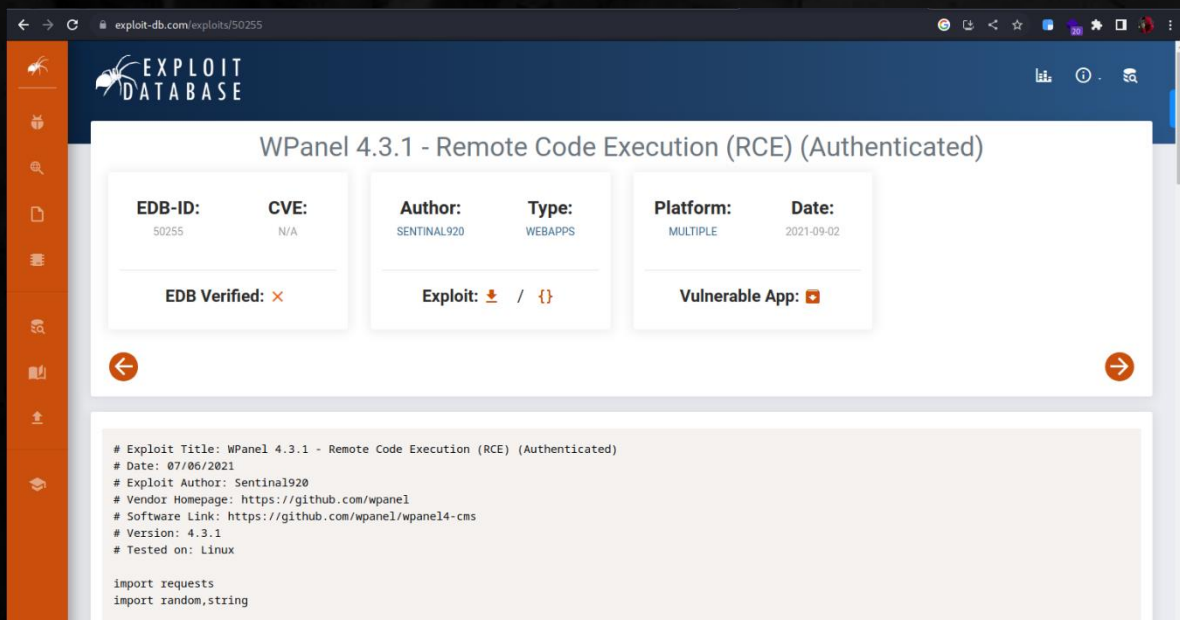 exploit-db.com/exploits/50255
20
EXPLOIT
DATABASE
WPanel 4.3.1 - Remote Code Execution (RCE) (Authenticated)
EDB-ID:
50255
CVE:
N/A
EDB Verified: ×
Author:
SENTINAL920
Type:
WEBAPPS
Exploit: / {}
Platform:
MULTIPLE
Date:
2021-09-02
Vulnerable App:
# Exploit Title: WPanel 4.3.1 - Remote Code Execution (RCE) (Authenticated)
# Date: 07/06/2021
# Exploit Author: Sentinal920
# Vendor Homepage: https://github.com/wpanel
# Software Link: https://github.com/wpanel/wpanel4-cms
# Version: 4.3.1
# Tested on: Linux
import requests
import random,string